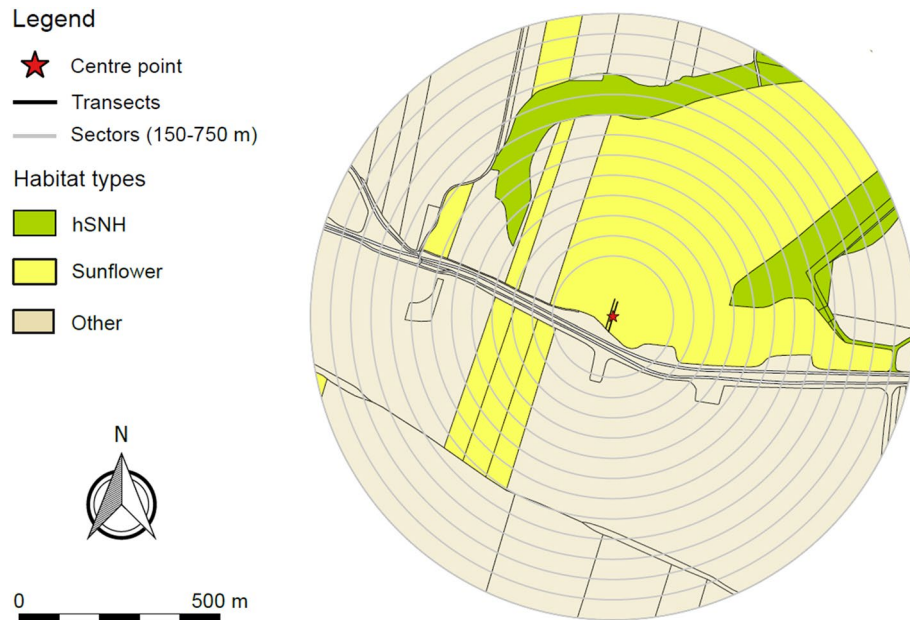 Legend
Centre point
Transects
Sectors (150-750 m)
Habitat types
hSNH
Sunflower
Other
N
0 500 m